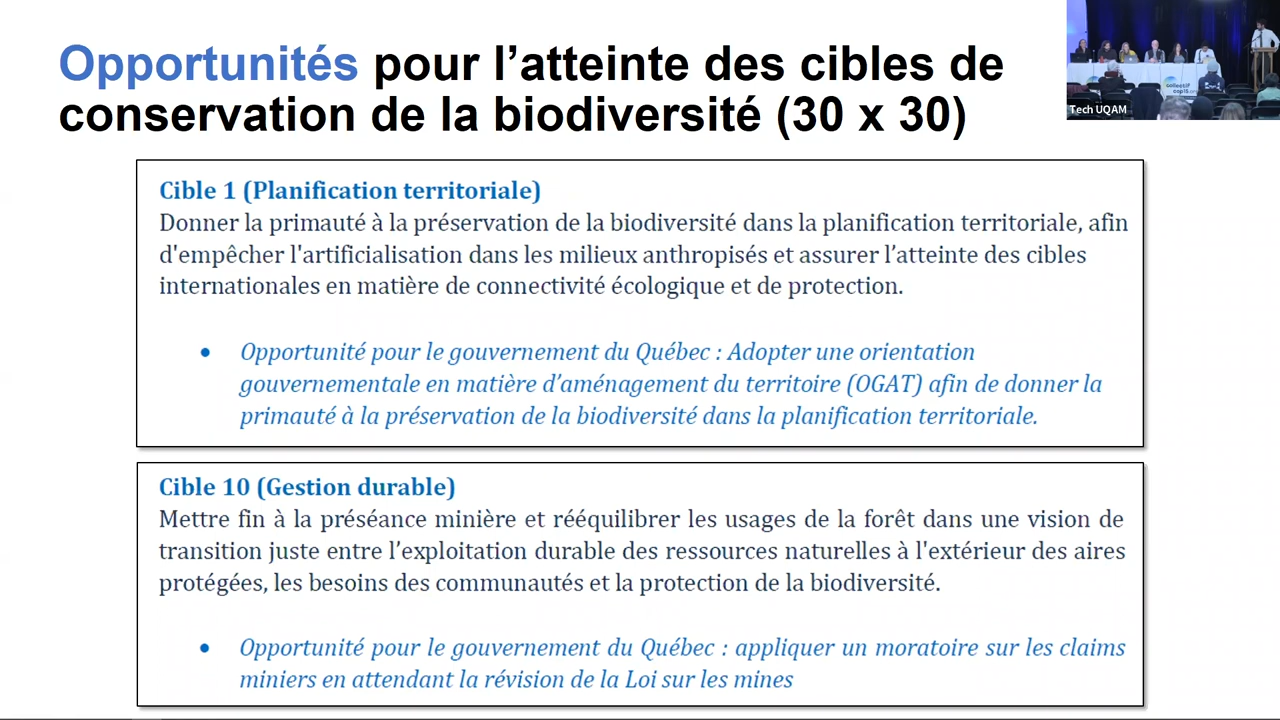 Opportunités pour l’atteinte des cibles de
conservation de la biodiversité (30 x 30)
Tech UQAM
collectif
cop15.org
Cible 1 (Planification territoriale)
Donner la primauté à la préservation de la biodiversité dans la planification territoriale, afin
d'empêcher l'artificialisation dans les milieux anthropisés et assurer l’atteinte des cibles
internationales en matière de connectivité écologique et de protection.
• Opportunité pour le gouvernement du Québec : Adopter une orientation
gouvernementale en matière d’aménagement du territoire (OGAT) afin de donner la
primauté à la préservation de la biodiversité dans la planification territoriale.
Cible 10 (Gestion durable)
Mettre fin à la préséance minière et rééquilibrer les usages de la forêt dans une vision de
transition juste entre l’exploitation durable des ressources naturelles à l'extérieur des aires
protégées, les besoins des communautés et la protection de la biodiversité.
• Opportunité pour le gouvernement du Québec : appliquer un moratoire sur les claims
miniers en attendant la révision de la Loi sur les mines